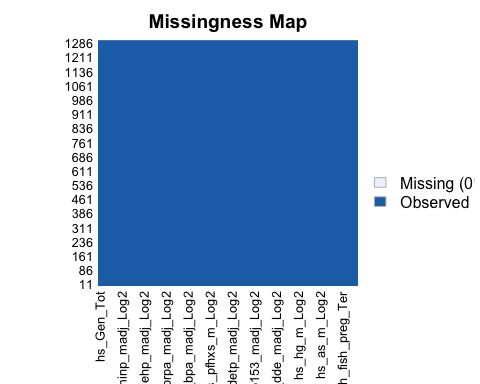 Missingness Map
1286
1211
1136
1061
986
911
836
761
686
611
536
461
386
311
236
161
86
11
Missing (0
Observed
hs_Gen_Tot
ninp_madj_Log2
ehp_madj_Log2
rpa_madj_Log2
bpa_madj_Log2
_pfhxs_m_Log2
detp_madj_Log2
153_madj_Log2
dde_madj_Log2
hs_hg_m_Log2
hs_as_m_Log2
h_fish_preg_Ter